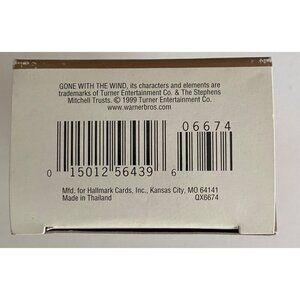 GONE WITH THE WIND, its characters and elements are
trademarks of Turner Entertainment Co. & The Stephens
Mitchell Trusts. © 1999 Turner Entertainment Co.
www.warnerbros.com
06674
0 15012 56439 6
Mfd. for Hallmark Cards, Inc., Kansas City, MO 64141
Made in Thailand QX6674